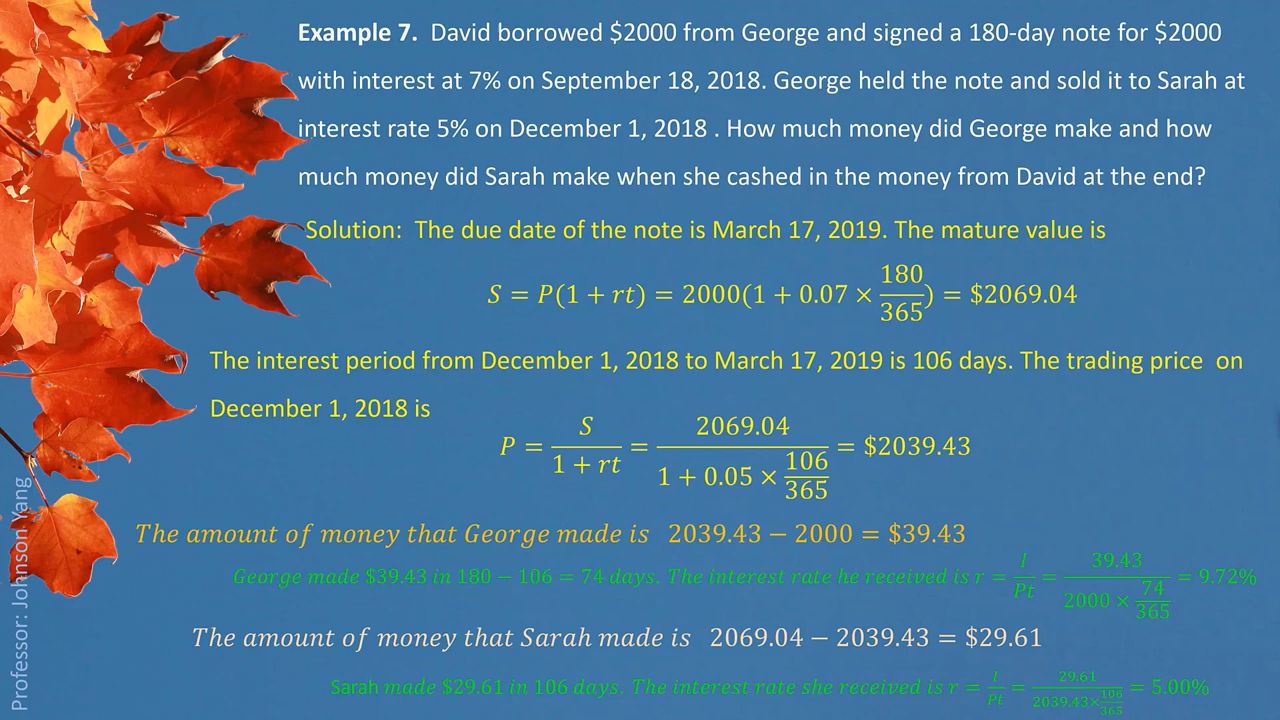 Example 7. David borrowed $2000 from George and signed a 180-day note for $2000
with interest at 7% on September 18, 2018. George held the note and sold it to Sarah at
interest rate 5% on December 1, 2018 . How much money did George make and how
much money did Sarah make when she cashed in the money from David at the end?
Solution: The due date of the note is March 17, 2019. The mature value is
S = P(1 + rt) = 2000(1 + 0.07 × 180/365) = $2069.04
The interest period from December 1, 2018 to March 17, 2019 is 106 days. The trading price on
December 1, 2018 is
P = S/(1 + rt) = 2069.04/(1 + 0.05 × 106/365) = $2039.43
The amount of money that George made is 2039.43 − 2000 = $39.43
George made $39.43 in 180 − 106 = 74 days. The interest rate he received is r = I/Pt = 39.43/(2000 × 74/365) = 9.72%
The amount of money that Sarah made is 2069.04 − 2039.43 = $29.61
Sarah made $29.61 in 106 days. The interest rate she received is r = I/Pt = 29.61/(2039.43×106/365) = 5.00%
Professor: Johnson Yang